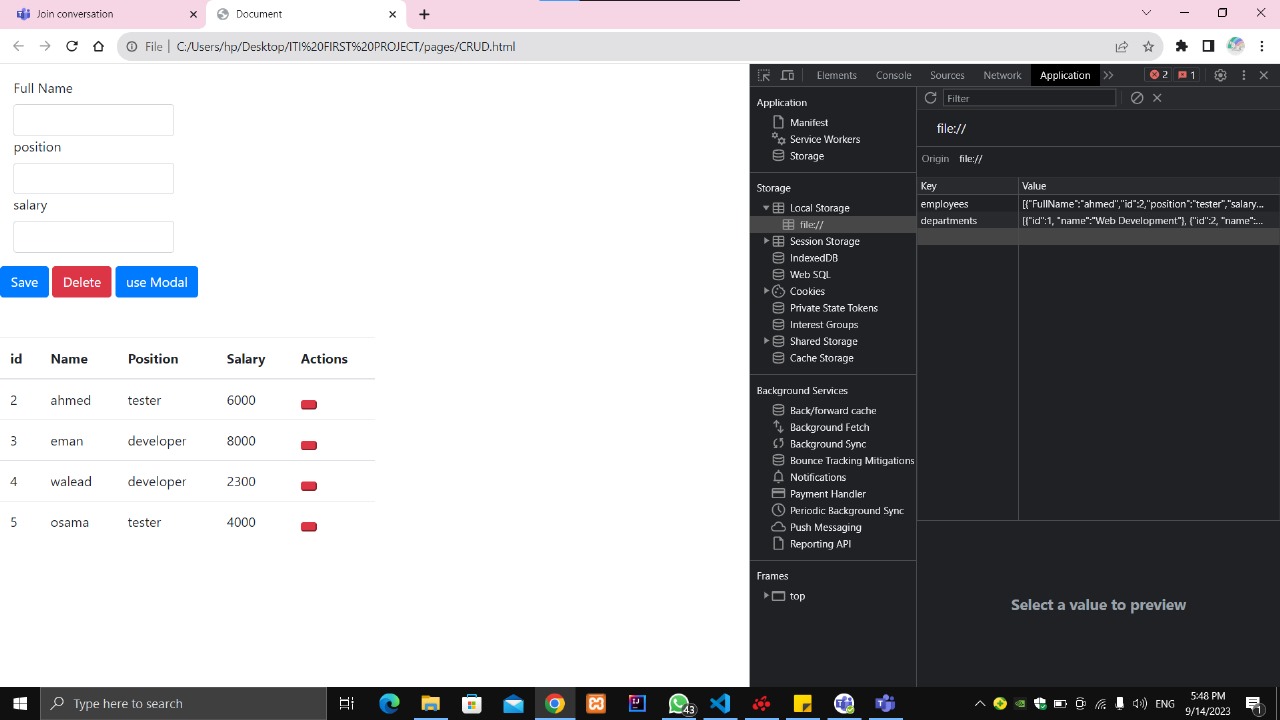 Join conversation
Document
File
C:/Users/hp/Desktop/ITI%20FIRST%20PROJECT/pages/CRUD.html
Full Name
position
salary
Save Delete use Modal
id Name Position Salary Actions
2 ahmed tester 6000
3 eman developer 8000
4 walead developer 2300
5 osama tester 4000
Elements Console Sources Network Application 2 1
Application
Manifest
Service Workers
Storage
Storage
Local Storage
file://
Session Storage
IndexedDB
Web SQL
Cookies
Private State Tokens
Interest Groups
Shared Storage
Cache Storage
Background Services
Back/forward cache
Background Fetch
Background Sync
Bounce Tracking Mitigations
Notifications
Payment Handler
Periodic Background Sync
Push Messaging
Reporting API
Frames
top
Filter
file://
Origin file://
Key Value
employees [{"FullName":"ahmed","id":2,"position":"tester","salary...
departments [{"id":1, "name":"Web Development"}, {"id":2, "name":...
Select a value to preview
Type here to search
43
5:48 PM
9/14/2023
1